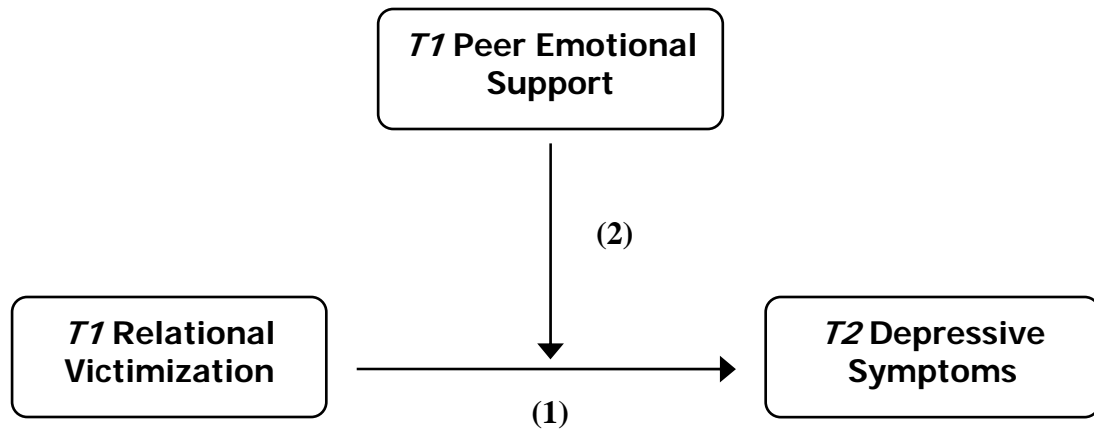 T1 Peer Emotional
Support
(2)
T1 Relational
Victimization
T2 Depressive
Symptoms
(1)